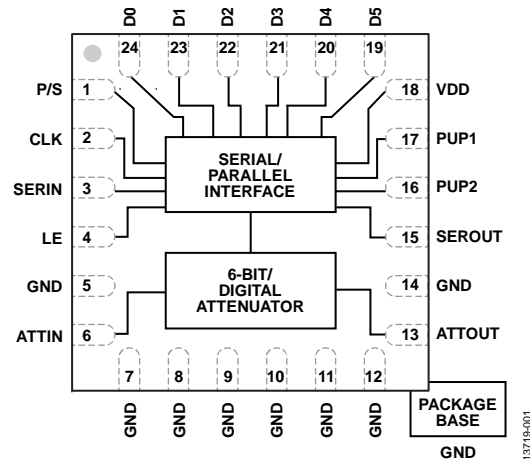 D0
D1
D2
D3
D4
D5
24
23
22
21
20
19
P/S 1
18 VDD
CLK 2
17 PUP1
SERIN 3
16 PUP2
LE 4
15 SEROUT
GND 5
14 GND
ATTIN 6
13 ATTOUT
SERIAL/
PARALLEL
INTERFACE
6-BIT/
DIGITAL
ATTENUATOR
7
8
9
10
11
12
GND
GND
GND
GND
GND
GND
PACKAGE
BASE
GND
13719-001